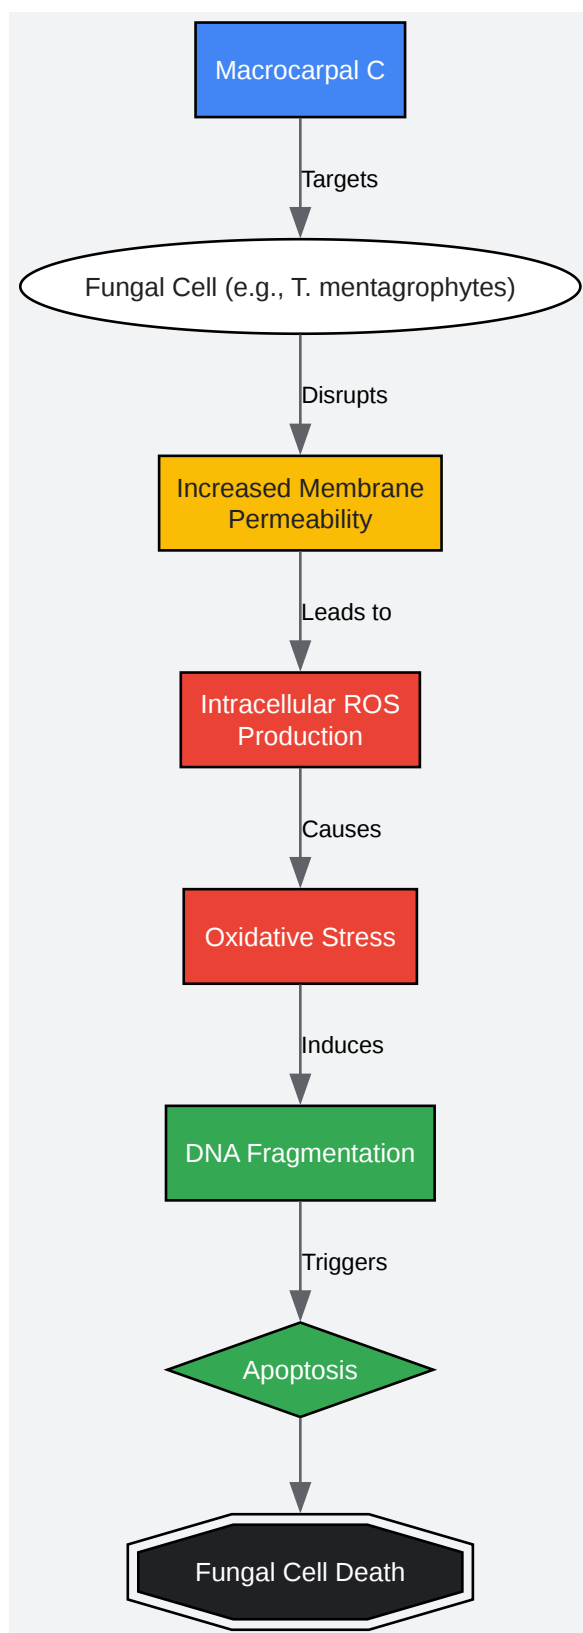 Macrocarpal C
Targets
Fungal Cell (e.g., T. mentagrophytes)
Disrupts
Increased Membrane
Permeability
Leads to
Intracellular ROS
Production
Causes
Oxidative Stress
Induces
DNA Fragmentation
Triggers
Apoptosis
Fungal Cell Death